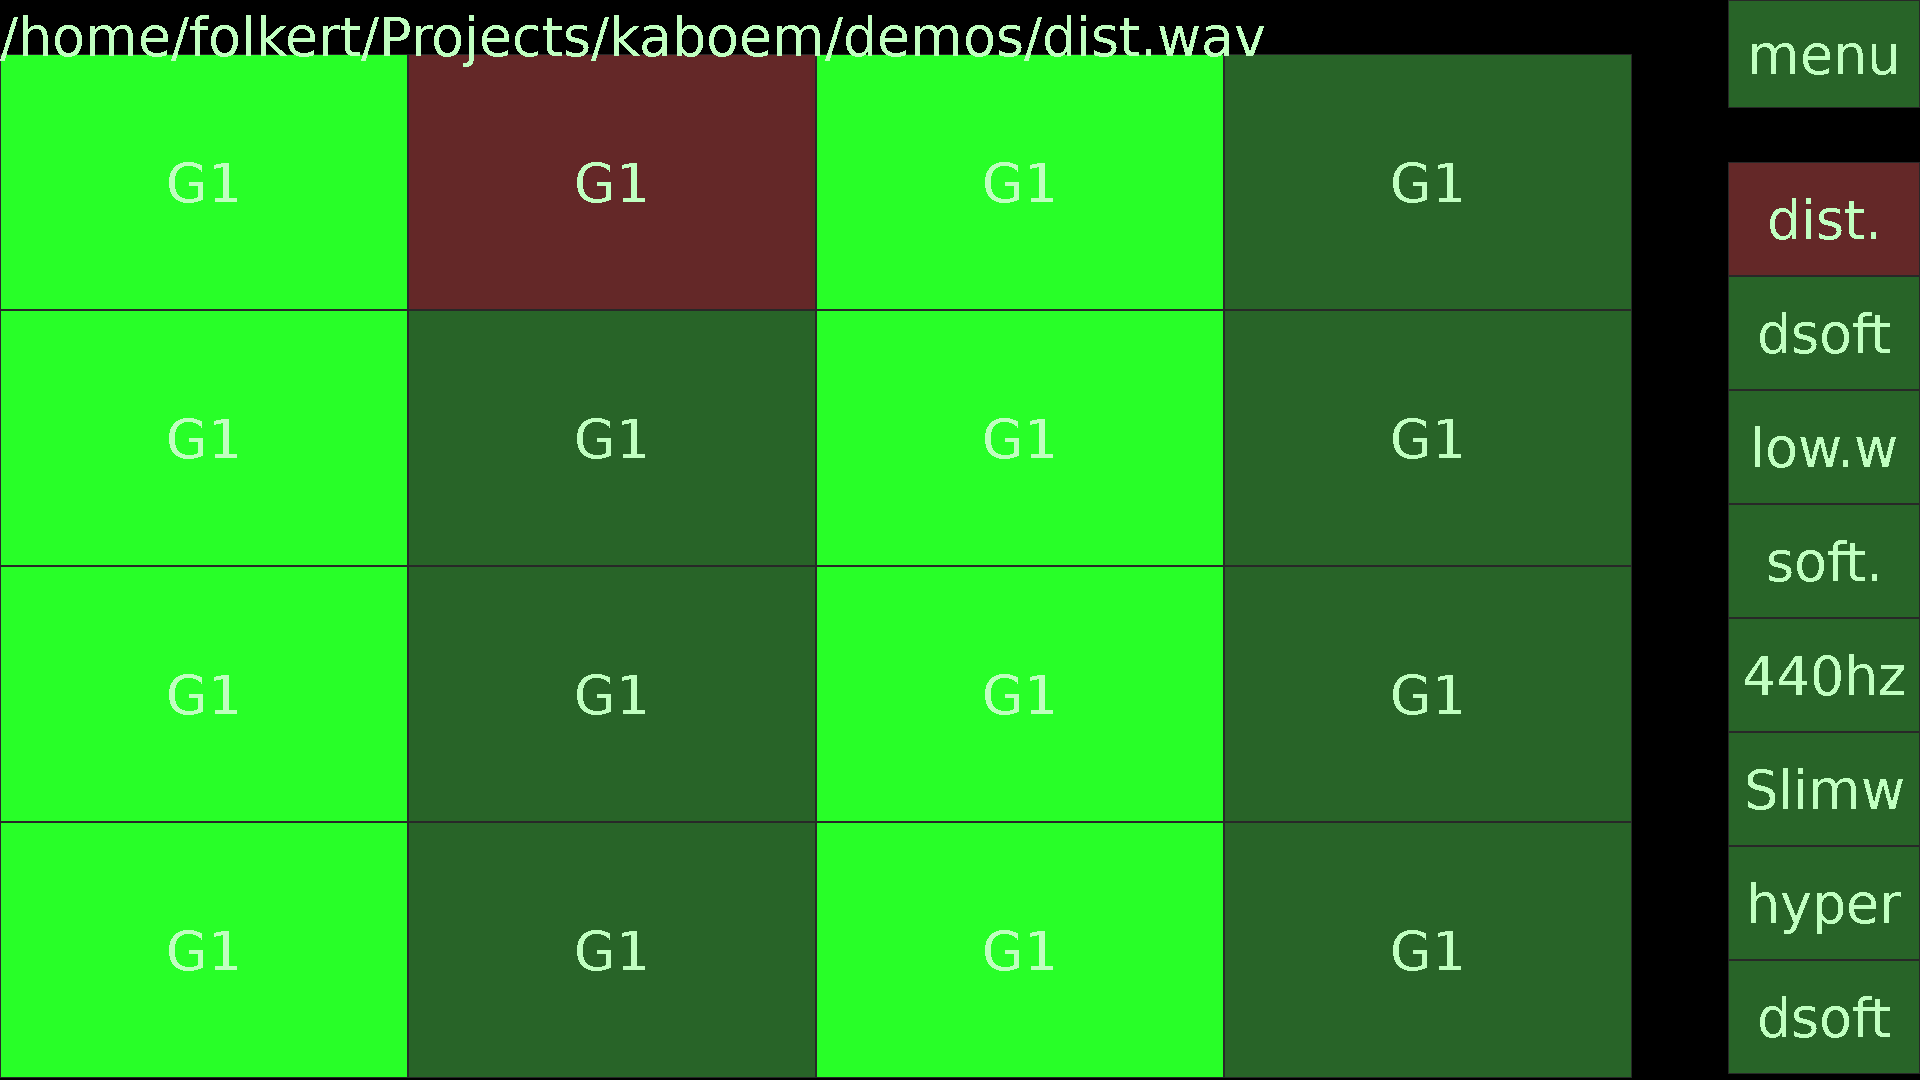 /home/folkert/Projects/kaboem/demos/dist.wav
menu
G1 G1 G1 G1
G1 G1 G1 G1
G1 G1 G1 G1
G1 G1 G1 G1
dist.
dsoft
low.w
soft.
440hz
Slimw
hyper
dsoft